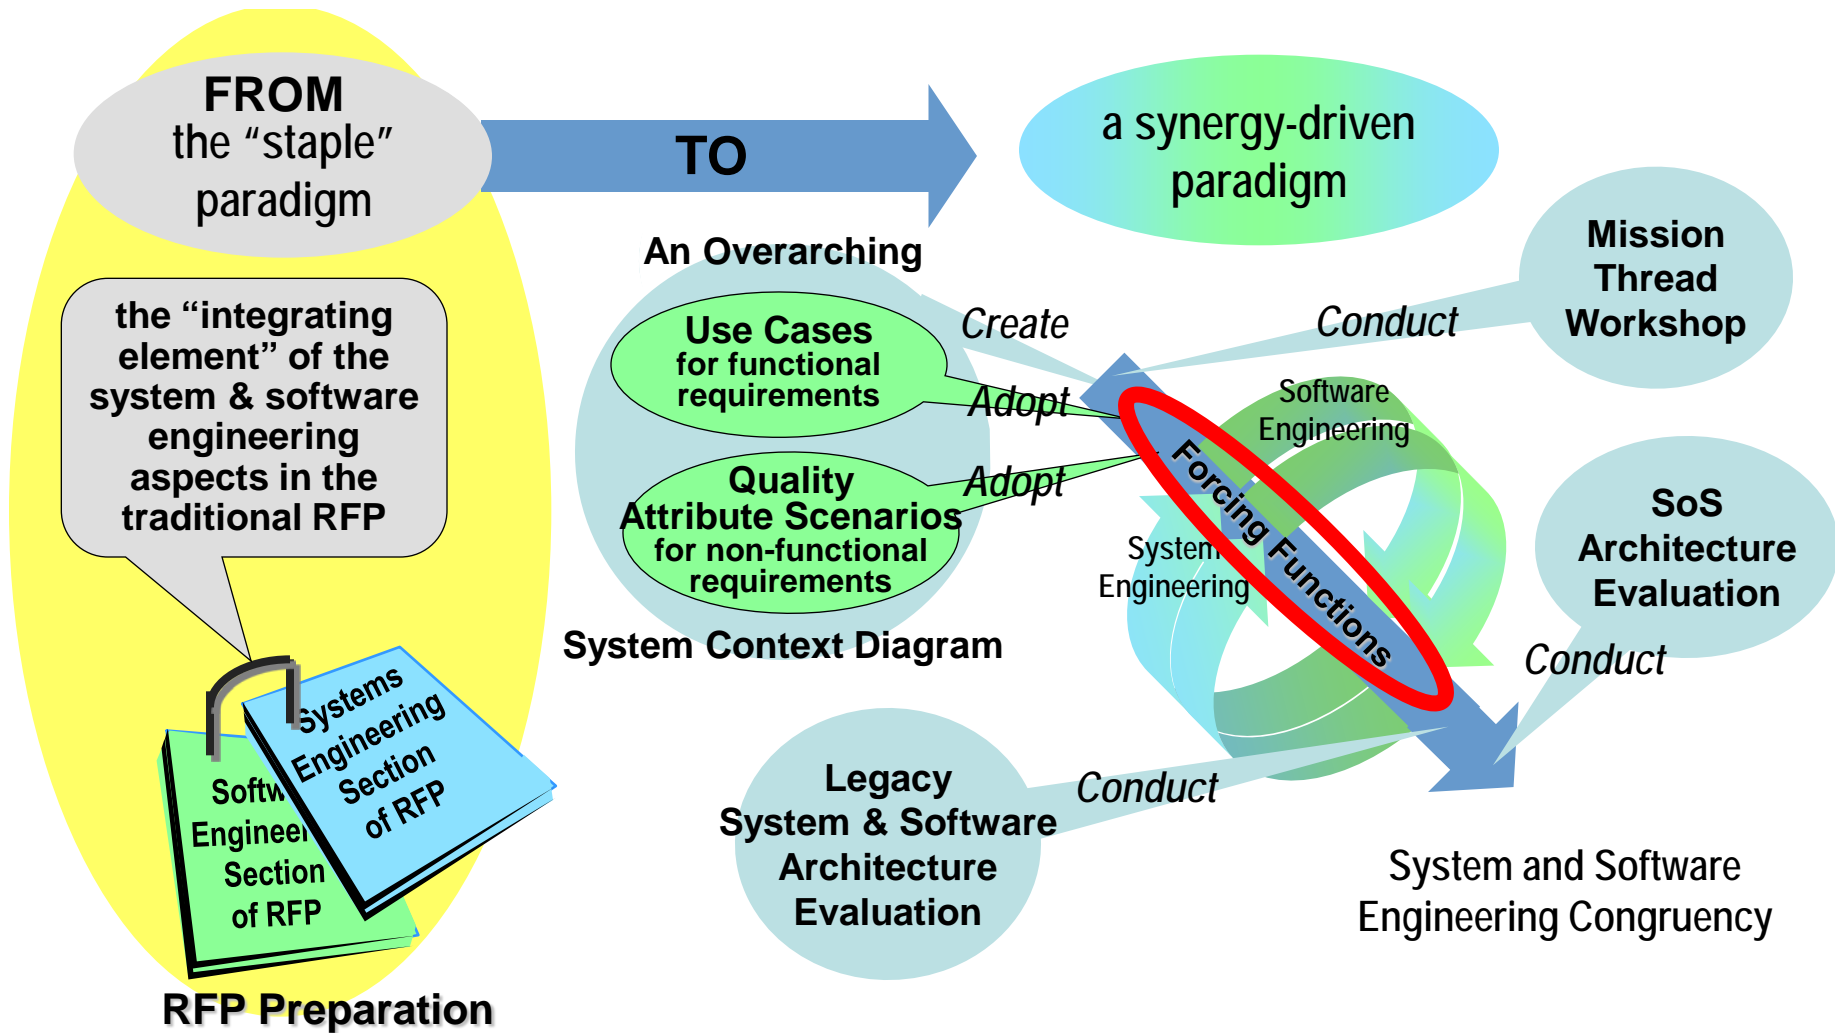 FROM
the “staple”
paradigm
TO
a synergy-driven
paradigm
the “integrating
element” of the
system & software
engineering
aspects in the
traditional RFP
Systems
Engineering
Section
of RFP
Softw
Enginee
Section
of RFP
RFP Preparation
An Overarching
Use Cases
for functional
requirements
Quality
Attribute Scenarios
for non-functional
requirements
System Context Diagram
Create
Adopt
Adopt
Conduct
Mission
Thread
Workshop
Software
Engineering
System
Engineering
Forcing Functions
SoS
Architecture
Evaluation
Conduct
Legacy
System & Software
Architecture
Evaluation
Conduct
System and Software
Engineering Congruency